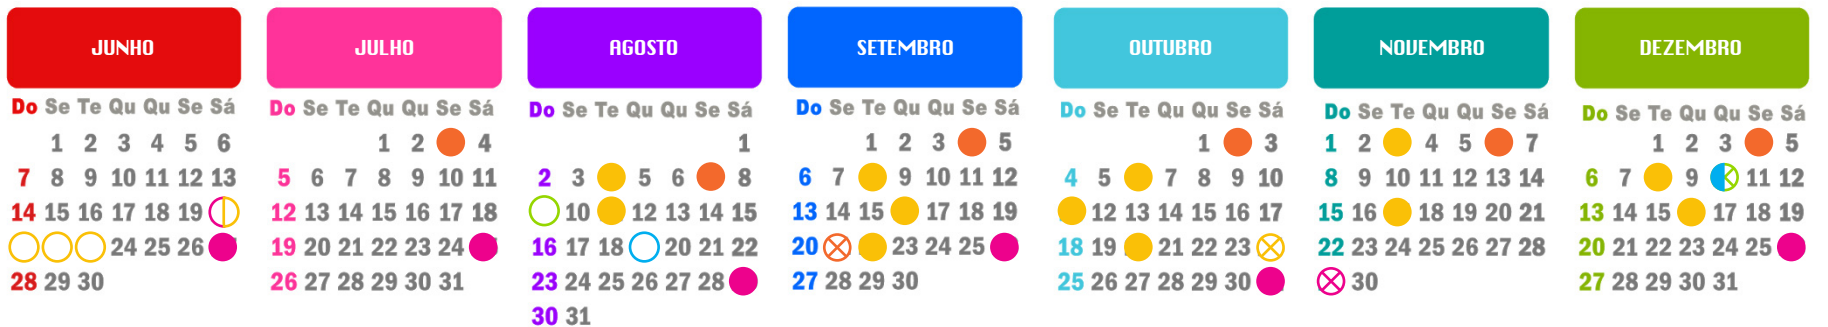 JUNHO JULHO AGOSTO SETEMBRO OUTUBRO NOVEMBRO DEZEMBRO
Do Se Te Qu Qu Se Sá Do Se Te Qu Qu Se Sá Do Se Te Qu Qu Se Sá Do Se Te Qu Qu Se Sá Do Se Te Qu Qu Se Sá Do Se Te Qu Qu Se Sá Do Se Te Qu Qu Se Sá
1 2 3 4 5 6 1 2 4 1 1 2 3 5 1 3 1 2 4 5 7 1 2 3 5
7 8 9 10 11 12 13 5 6 7 8 9 10 11 2 3 5 6 8 6 7 9 10 11 12 4 5 7 8 9 10 8 9 10 11 12 13 14 6 7 9 11 12
14 15 16 17 18 19 12 13 14 15 16 17 18 10 12 13 14 15 13 14 15 17 18 19 12 13 14 15 16 17 15 16 18 19 20 21 13 14 15 17 18 19
24 25 26 19 20 21 22 23 24 16 17 18 20 21 22 20 23 24 25 18 19 21 22 23 22 23 24 25 26 27 28 20 21 22 23 24 25
28 29 30 26 27 28 29 30 31 23 24 25 26 27 28 27 28 29 30 25 26 27 28 29 30 30 27 28 29 30 31
30 31